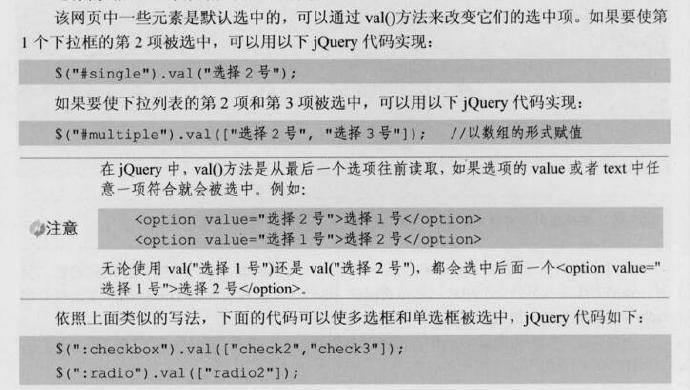 该网页中一些元素是默认选中的，可以通过 val()方法来改变它们的选中项。如果要使第
1 个下拉框的第 2 项被选中，可以用以下 jQuery 代码实现：
$("#single").val("选择 2 号");
如果要使下拉列表的第 2 项和第 3 项被选中，可以用以下 jQuery 代码实现：
$("#multiple").val(["选择 2 号", "选择 3 号"]);   //以数组的形式赋值
在 jQuery 中，val()方法是从最后一个选项往前读取，如果选项的 value 或者 text 中任
意一项符合就会被选中。例如：
<option value="选择 2 号">选择 1 号</option>
注意
<option value="选择 1 号">选择 2 号</option>
无论使用 val("选择 1 号")还是 val("选择 2 号")，都会选中后面一个<option value="
选择 1 号">选择 2 号</option>。
依照上面类似的写法，下面的代码可以使多选框和单选框被选中，jQuery 代码如下：
$(":checkbox").val(["check2","check3"]);
$(":radio").val(["radio2"]);